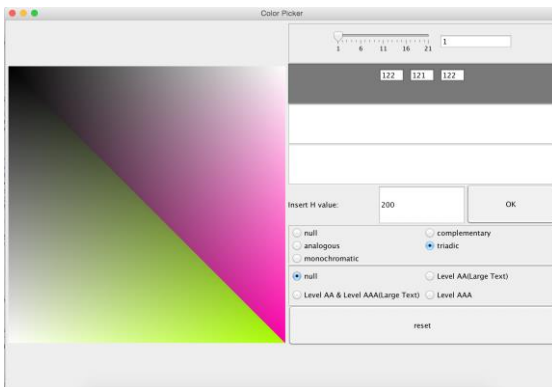 Color Picker
1
1 6 11 16 21
122 121 122
Insert H value: 200 OK
null complementary
analogous triadic
monochromatic
null Level AA(Large Text)
Level AA & Level AAA(Large Text) Level AAA
reset